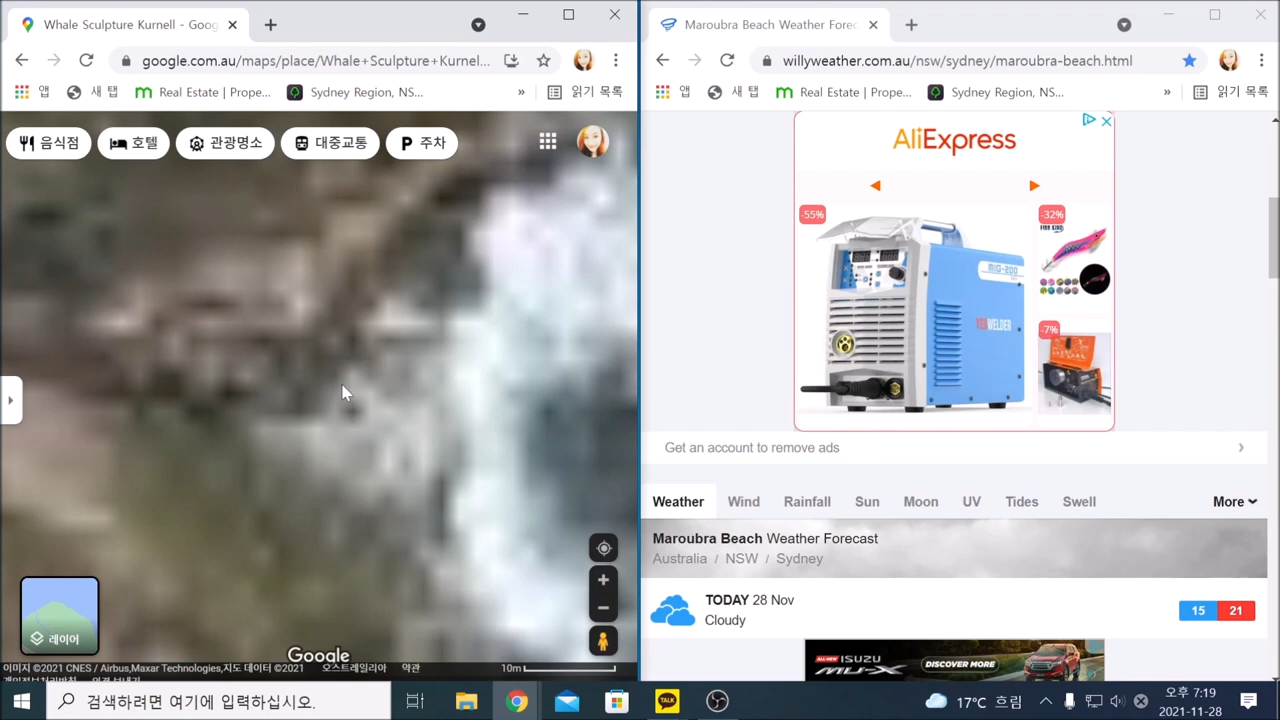 Whale Sculpture Kurnell - Goog
google.com.au/maps/place/Whale+Sculpture+Kurnel...
앱
새 탭
Real Estate | Prope...
Sydney Region, NS...
»
읽기 목록
음식점
호텔
관광명소
대중교통
P 주차
레이어
Google
이미지 ©2021 CNES / Airbus,Maxar Technologies,지도 데이터 ©2021
오스트레일리아
약관
10m
Maroubra Beach Weather Forec
willyweather.com.au/nsw/sydney/maroubra-beach.html
앱
새 탭
Real Estate | Prope...
Sydney Region, NS...
»
읽기 목록
AliExpress
-55%
-32%
-7%
MIG-200
YESWELDER
Get an account to remove ads
Weather
Wind
Rainfall
Sun
Moon
UV
Tides
Swell
More
Maroubra Beach Weather Forecast
Australia / NSW / Sydney
TODAY 28 Nov
Cloudy
15
21
ALL-NEW ISUZU
MU-X
DISCOVER MORE
검색하려면 여기에 입력하십시오.
TALK
17°C 흐림
오후 7:19
2021-11-28